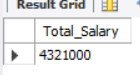 Result Grid
Total_Salary
4321000